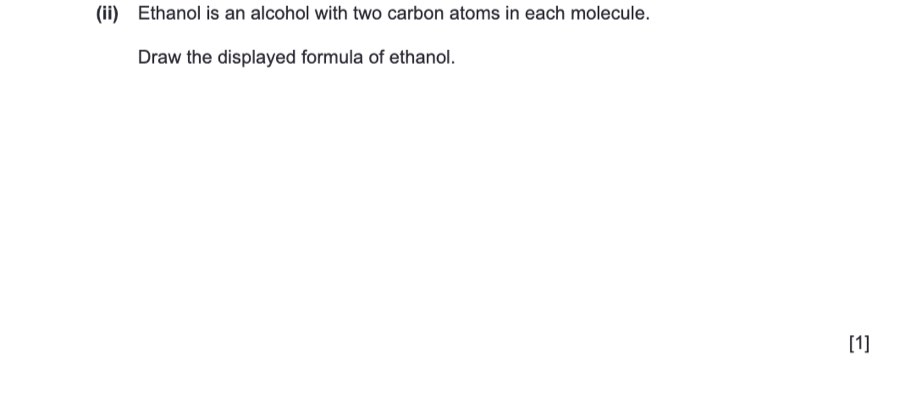 (ii) Ethanol is an alcohol with two carbon atoms in each molecule.
Draw the displayed formula of ethanol.
[1]